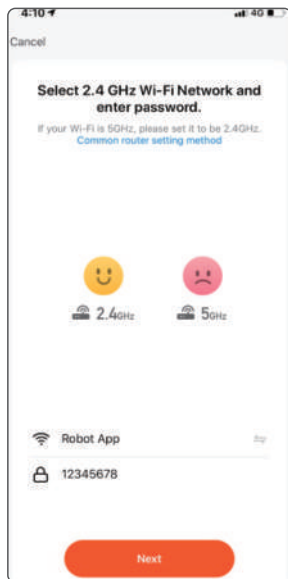 4:10
4G
Cancel
Select 2.4 GHz Wi-Fi Network and
enter password.
If your Wi-Fi is 5GHz, please set it to be 2.4GHz.
Common router setting method
2.4GHz
5GHz
Robot App
12345678
Next